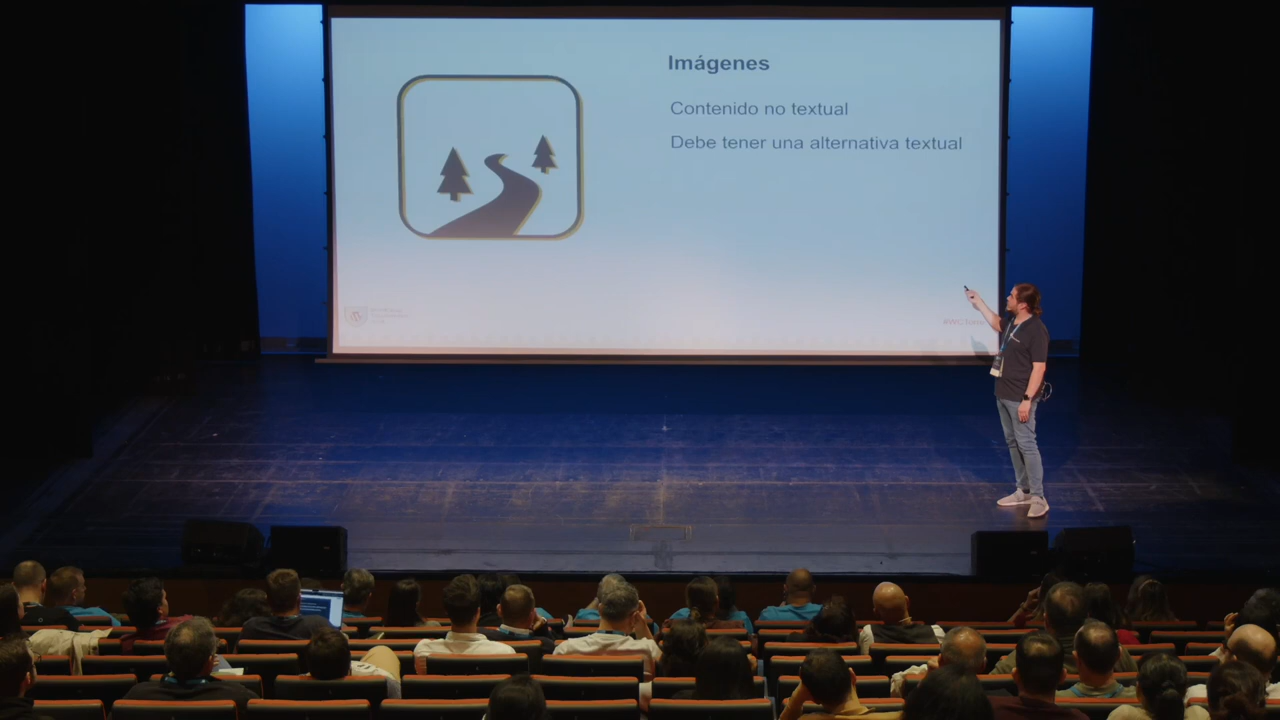 Imágenes
Contenido no textual
Debe tener una alternativa textual